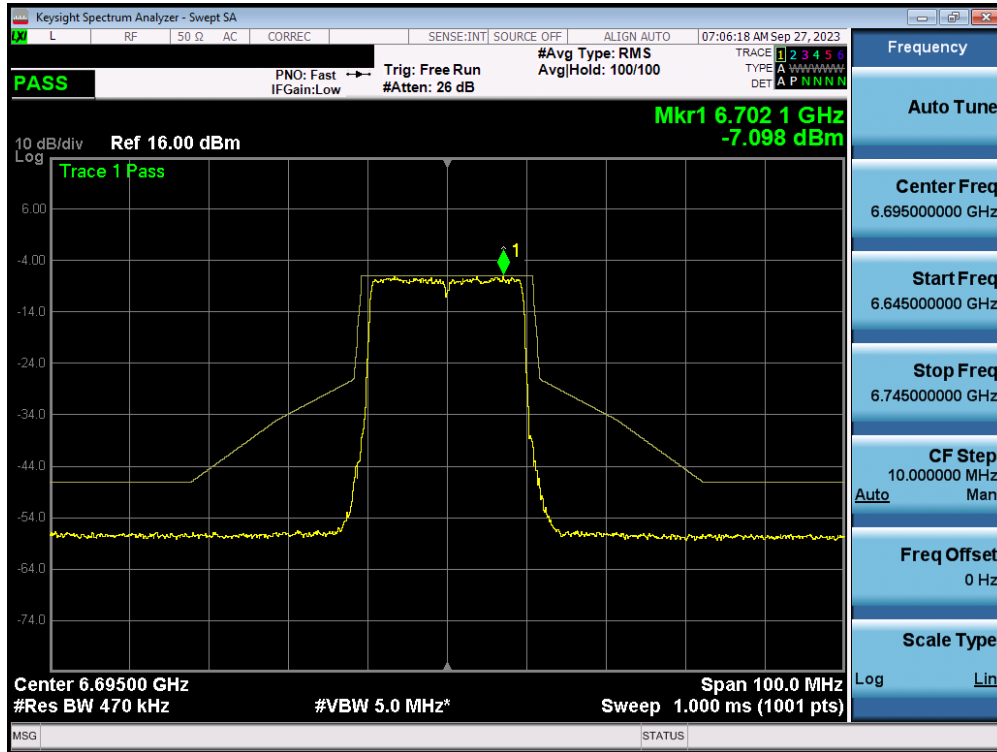 Keysight Spectrum Analyzer - Swept SA
LXI L RF 50 Ω AC CORREC SENSE:INT SOURCE OFF ALIGN AUTO 07:06:18 AM Sep 27, 2023
PASS
PNO: Fast
IFGain:Low
Trig: Free Run
#Atten: 26 dB
#Avg Type: RMS
Avg|Hold: 100/100
TRACE 1 2 3 4 5 6
TYPE A WWWWW
DET A P N N N N
Mkr1 6.702 1 GHz
-7.098 dBm
10 dB/div Ref 16.00 dBm
Log
Trace 1 Pass
6.00
1
-4.00
-14.0
-24.0
-34.0
-44.0
-54.0
-64.0
-74.0
Center 6.69500 GHz Span 100.0 MHz
#Res BW 470 kHz #VBW 5.0 MHz* Sweep 1.000 ms (1001 pts)
MSG STATUS
Frequency
Auto Tune
Center Freq
6.695000000 GHz
Start Freq
6.645000000 GHz
Stop Freq
6.745000000 GHz
CF Step
10.000000 MHz
Auto Man
Freq Offset
0 Hz
Scale Type
Log Lin